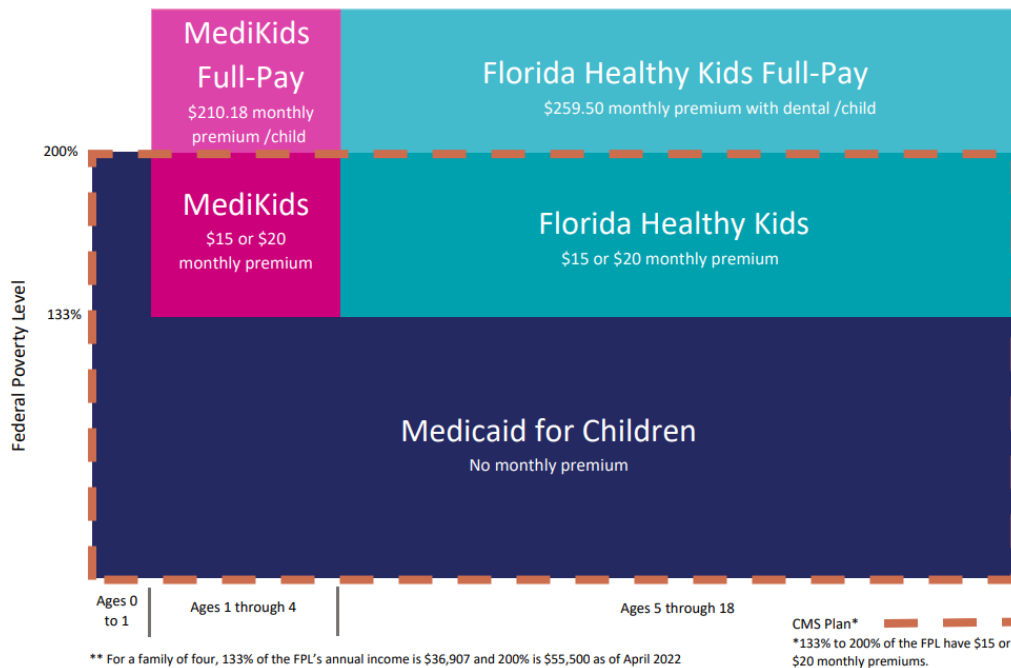 MediKids
Full-Pay
$210.18 monthly
premium /child
Florida Healthy Kids Full-Pay
$259.50 monthly premium with dental /child
200%
MediKids
$15 or $20
monthly premium
Florida Healthy Kids
$15 or $20 monthly premium
133%
Federal Poverty Level
Medicaid for Children
No monthly premium
Ages 0
to 1
Ages 1 through 4
Ages 5 through 18
CMS Plan*
*133% to 200% of the FPL have $15 or
$20 monthly premiums.
** For a family of four, 133% of the FPL’s annual income is $36,907 and 200% is $55,500 as of April 2022